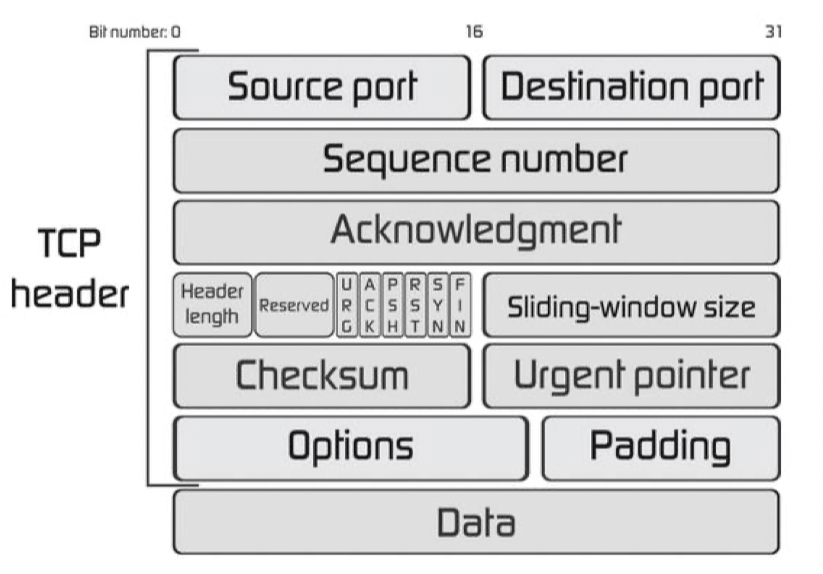 Bit number: 0 16 31
Source port Destination port
Sequence number
TCP header
Acknowledgment
Header length Reserved URG ACK PSH RST SYN FIN Sliding-window size
Checksum Urgent pointer
Options Padding
Data